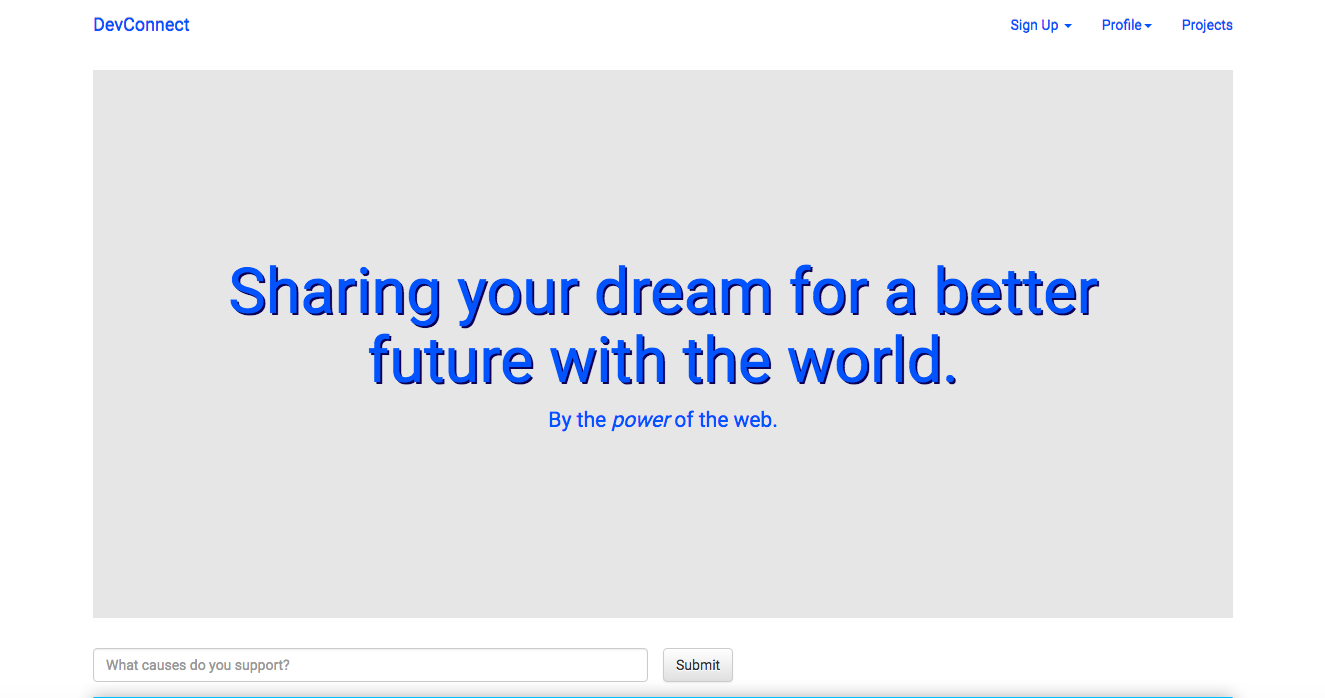 DevConnect Sign Up Profile Projects
Sharing your dream for a better
future with the world.
By the power of the web.
What causes do you support? Submit